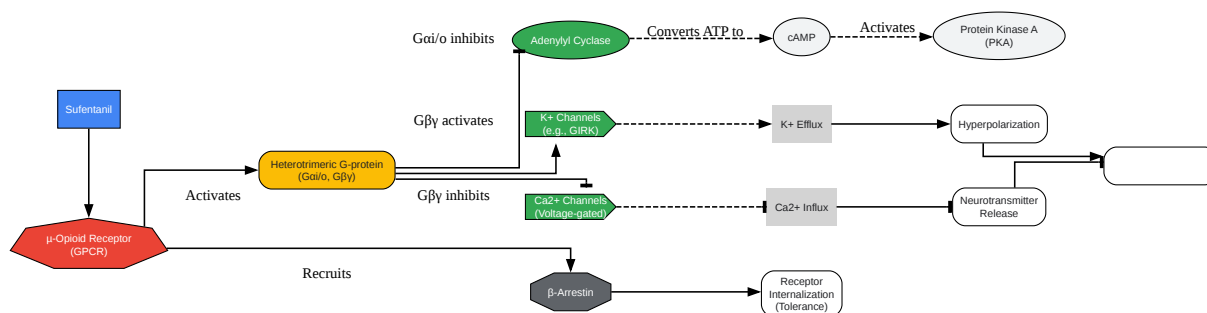 Gαi/o inhibits
Adenylyl Cyclase
Converts ATP to
cAMP
Activates
Protein Kinase A
(PKA)
Sufentanil
Gβγ activates
K+ Channels
(e.g., GIRK)
K+ Efflux
Hyperpolarization
Heterotrimeric G-protein
(Gαi/o, Gβγ)
Activates
Gβγ inhibits
Ca2+ Channels
(Voltage-gated)
Ca2+ Influx
Neurotransmitter
Release
μ-Opioid Receptor
(GPCR)
Recruits
β-Arrestin
Receptor
Internalization
(Tolerance)